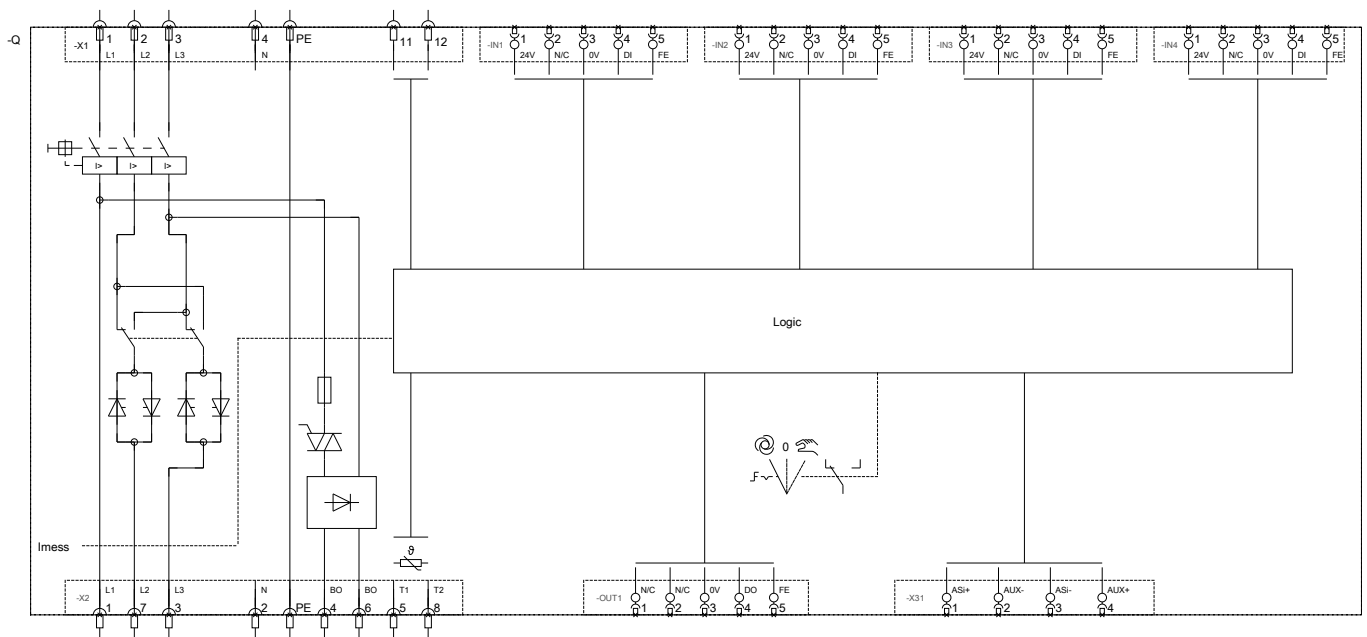 -Q
-X1 1 2 3 4 PE 11 12
L1 L2 L3 N
-IN1 1 2 3 4 5
24V N/C 0V DI FE
-IN2 1 2 3 4 5
24V N/C 0V DI FE
-IN3 1 2 3 4 5
24V N/C 0V DI FE
-IN4 1 2 3 4 5
24V N/C 0V DI FE
I> I> I>
Logic
0
Imess
ϑ
L1 L2 L3 N BO BO T1 T2
-X2 1 7 3 2 PE 4 6 5 8
N/C N/C 0V DO FE
-OUT1 1 2 3 4 5
ASi+ AUX- ASi- AUX+
-X31 1 2 3 4